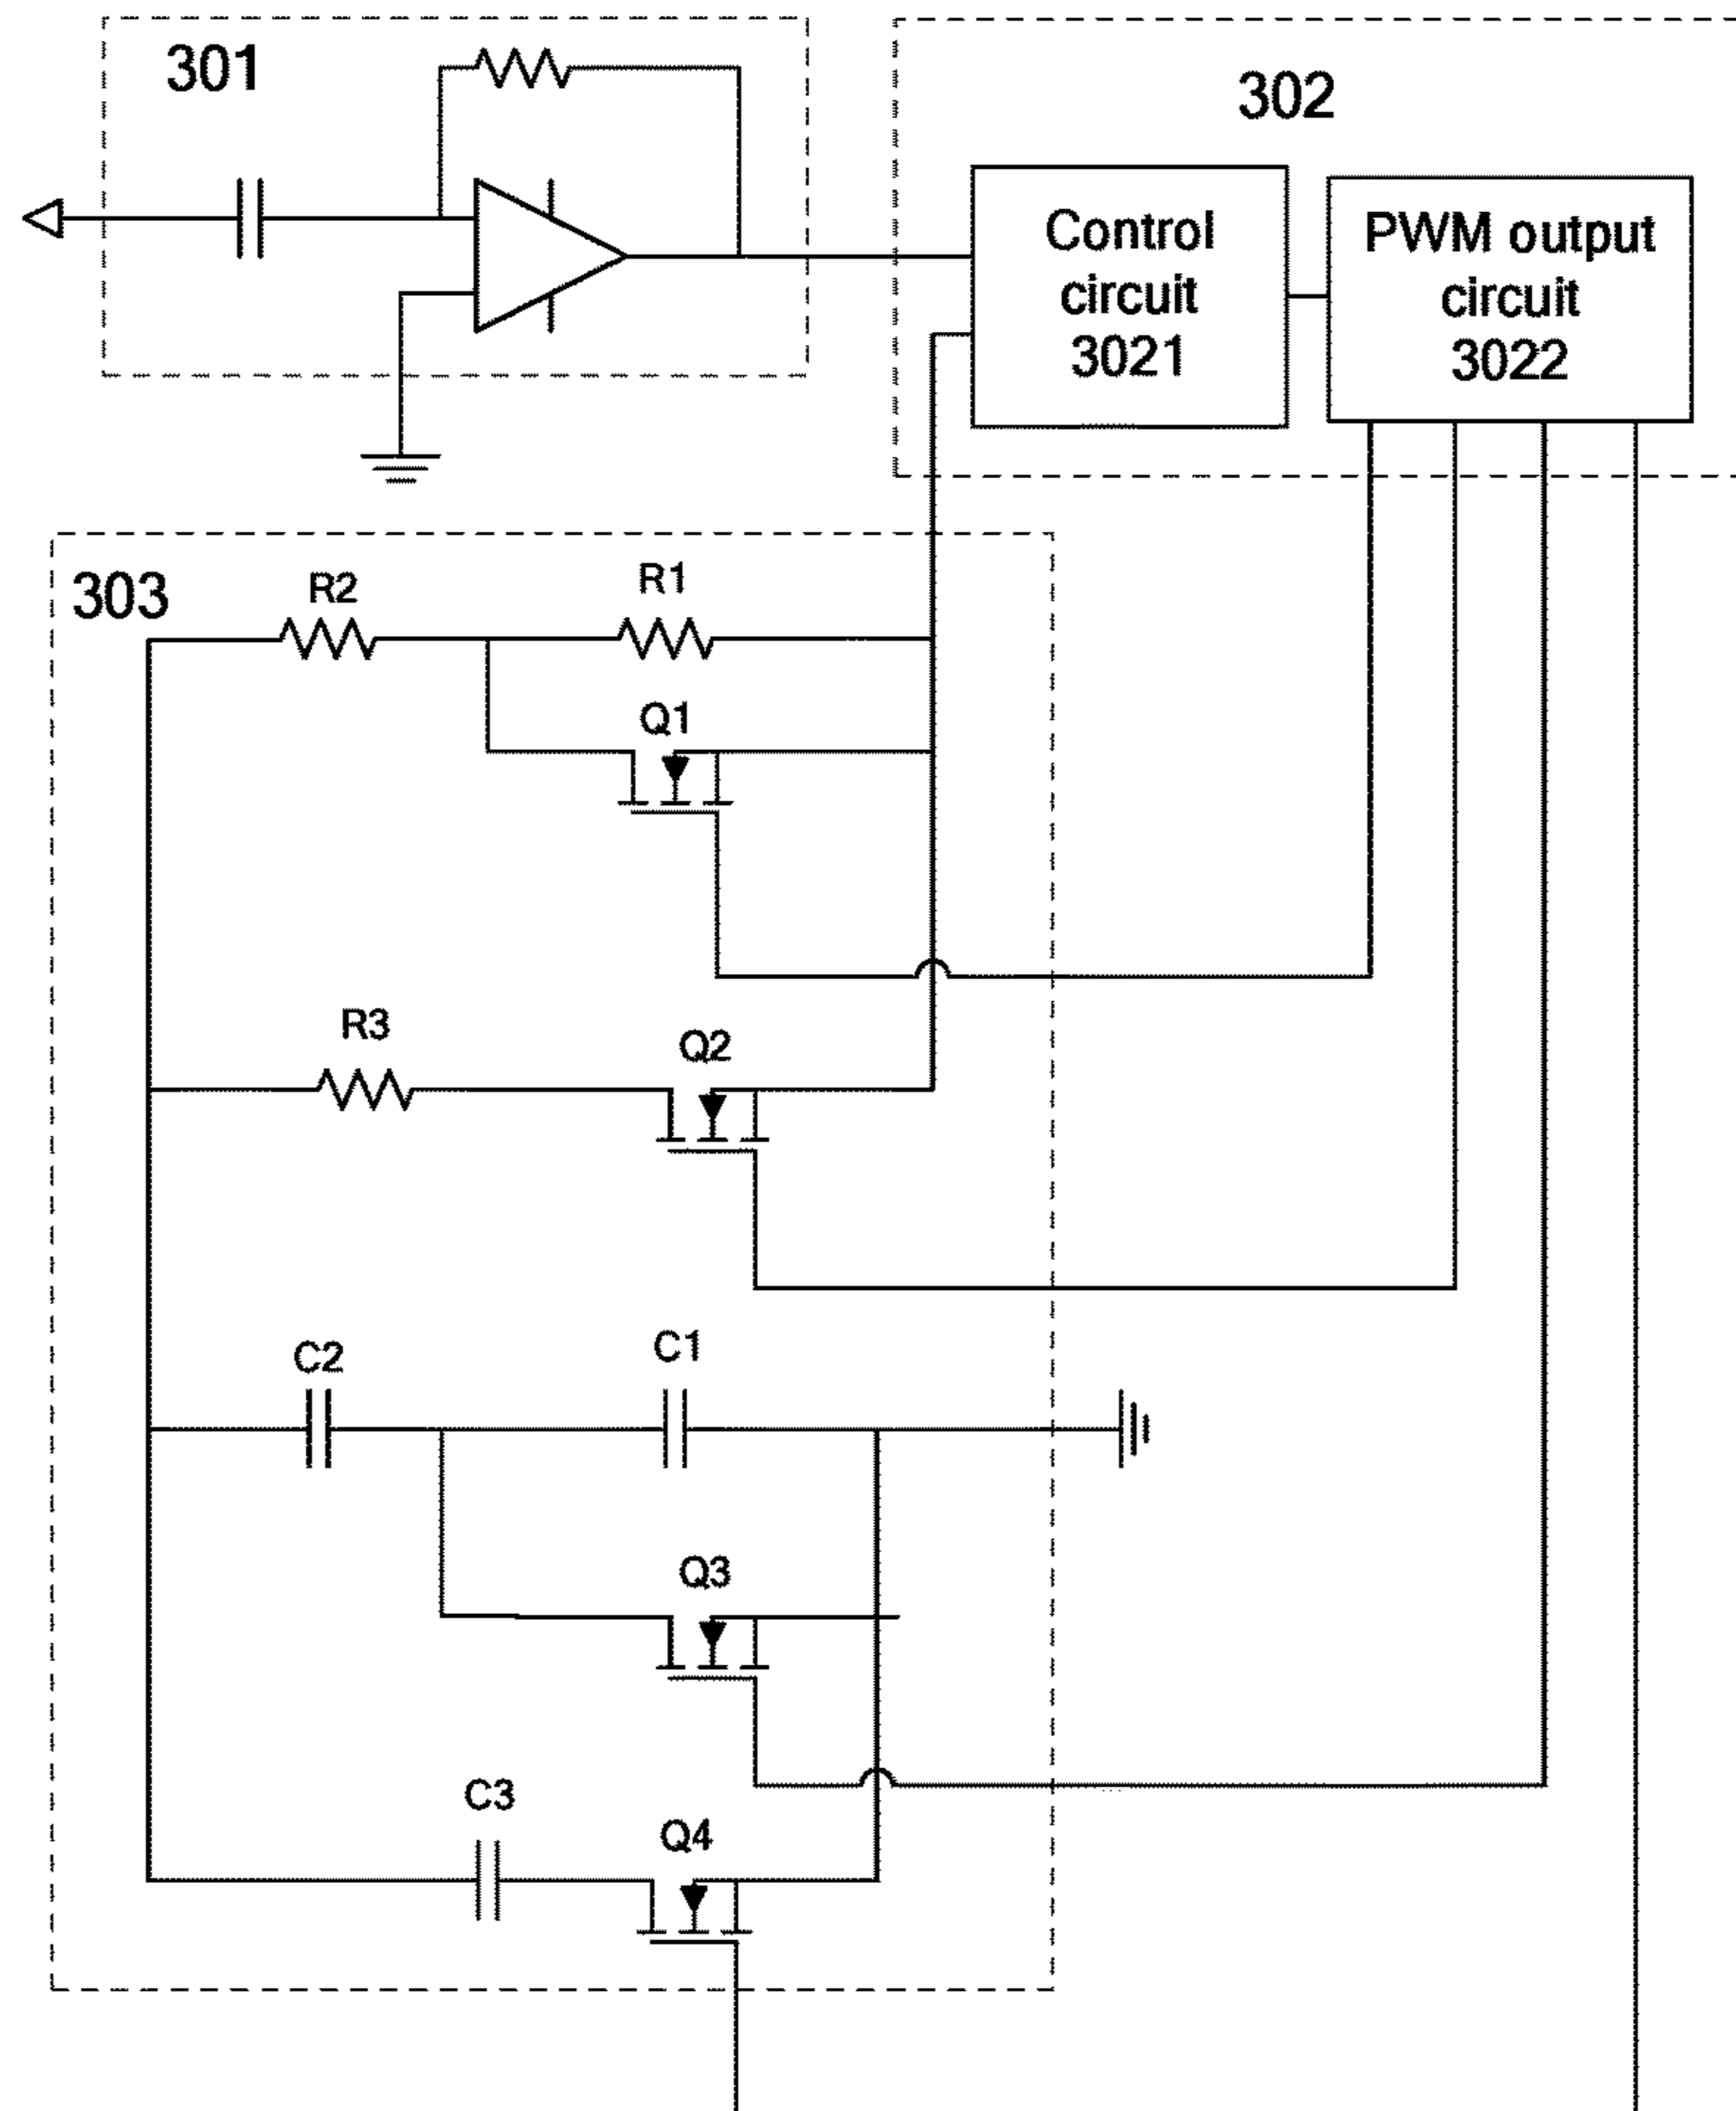 301
302
Control
circuit
3021
PWM output
circuit
3022
303
R2
R1
Q1
R3
Q2
C2
C1
Q3
C3
Q4